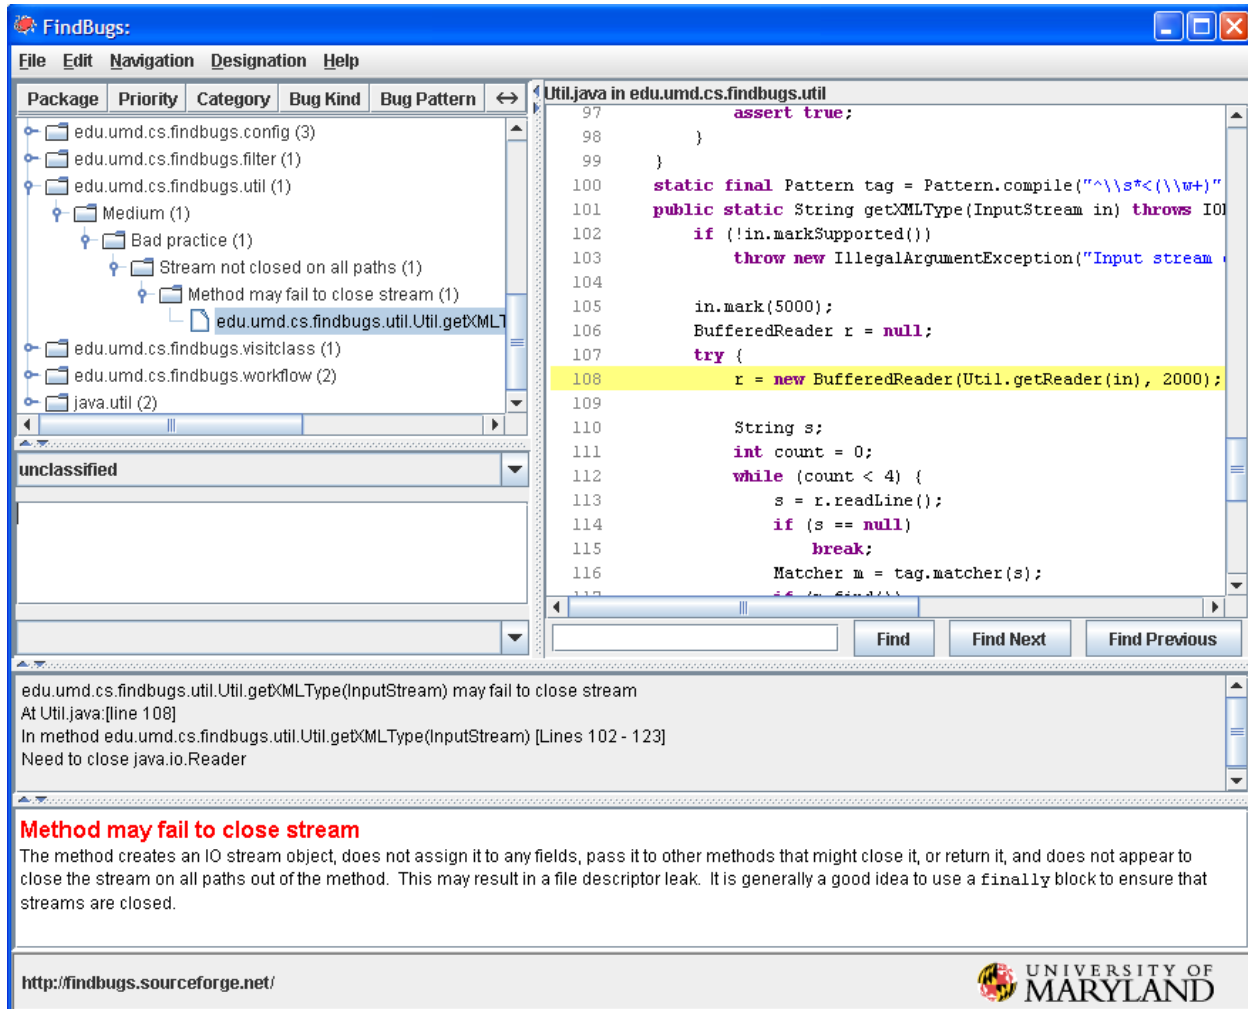 FindBugs:
File Edit Navigation Designation Help
Package Priority Category Bug Kind Bug Pattern
edu.umd.cs.findbugs.config (3)
edu.umd.cs.findbugs.filter (1)
edu.umd.cs.findbugs.util (1)
Medium (1)
Bad practice (1)
Stream not closed on all paths (1)
Method may fail to close stream (1)
edu.umd.cs.findbugs.util.Util.getXMLT
edu.umd.cs.findbugs.visitclass (1)
edu.umd.cs.findbugs.workflow (2)
java.util (2)
unclassified
Util.java in edu.umd.cs.findbugs.util
97 assert true;
98 }
99 }
100 static final Pattern tag = Pattern.compile("^\\s*<(\\w+)"
101 public static String getXMLType(InputStream in) throws IOE
102 if (!in.markSupported())
103 throw new IllegalArgumentException("Input stream
104
105 in.mark(5000);
106 BufferedReader r = null;
107 try {
108 r = new BufferedReader(Util.getReader(in), 2000);
109
110 String s;
111 int count = 0;
112 while (count < 4) {
113 s = r.readLine();
114 if (s == null)
115 break;
116 Matcher m = tag.matcher(s);
117 if (m.find())
Find Find Next Find Previous
edu.umd.cs.findbugs.util.Util.getXMLType(InputStream) may fail to close stream
At Util.java:[line 108]
In method edu.umd.cs.findbugs.util.Util.getXMLType(InputStream) [Lines 102 - 123]
Need to close java.io.Reader
Method may fail to close stream
The method creates an IO stream object, does not assign it to any fields, pass it to other methods that might close it, or return it, and does not appear to
close the stream on all paths out of the method. This may result in a file descriptor leak. It is generally a good idea to use a finally block to ensure that
streams are closed.
http://findbugs.sourceforge.net/
UNIVERSITY OF
MARYLAND